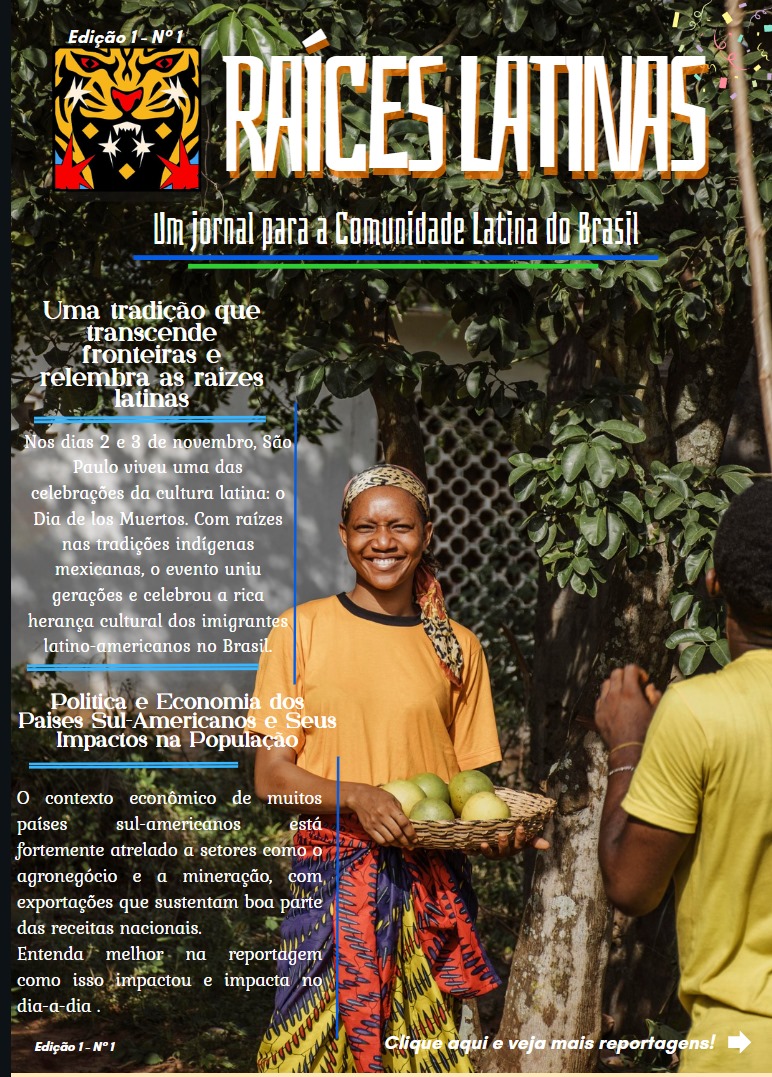 Edição 1 - Nº 1
RAÍCES LATINAS
Um jornal para a Comunidade Latina do Brasil
Uma tradição que
transcende
fronteiras e
relembra as raizes
latinas
Nos dias 2 e 3 de novembro, São
Paulo viveu uma das
celebrações da cultura latina: o
Dia de los Muertos. Com raízes
nas tradições indígenas
mexicanas, o evento uniu
gerações e celebrou a rica
herança cultural dos imigrantes
latino-americanos no Brasil.
Politica e Economia dos
Paises Sul-Americanos e Seus
Impactos na População
O contexto econômico de muitos
países sul-americanos está
fortemente atrelado a setores como o
agronegócio e a mineração, com
exportações que sustentam boa parte
das receitas nacionais.
Entenda melhor na reportagem
como isso impactou e impacta no
dia-a-dia .
Edição 1 - Nº 1
Clique aqui e veja mais reportagens!